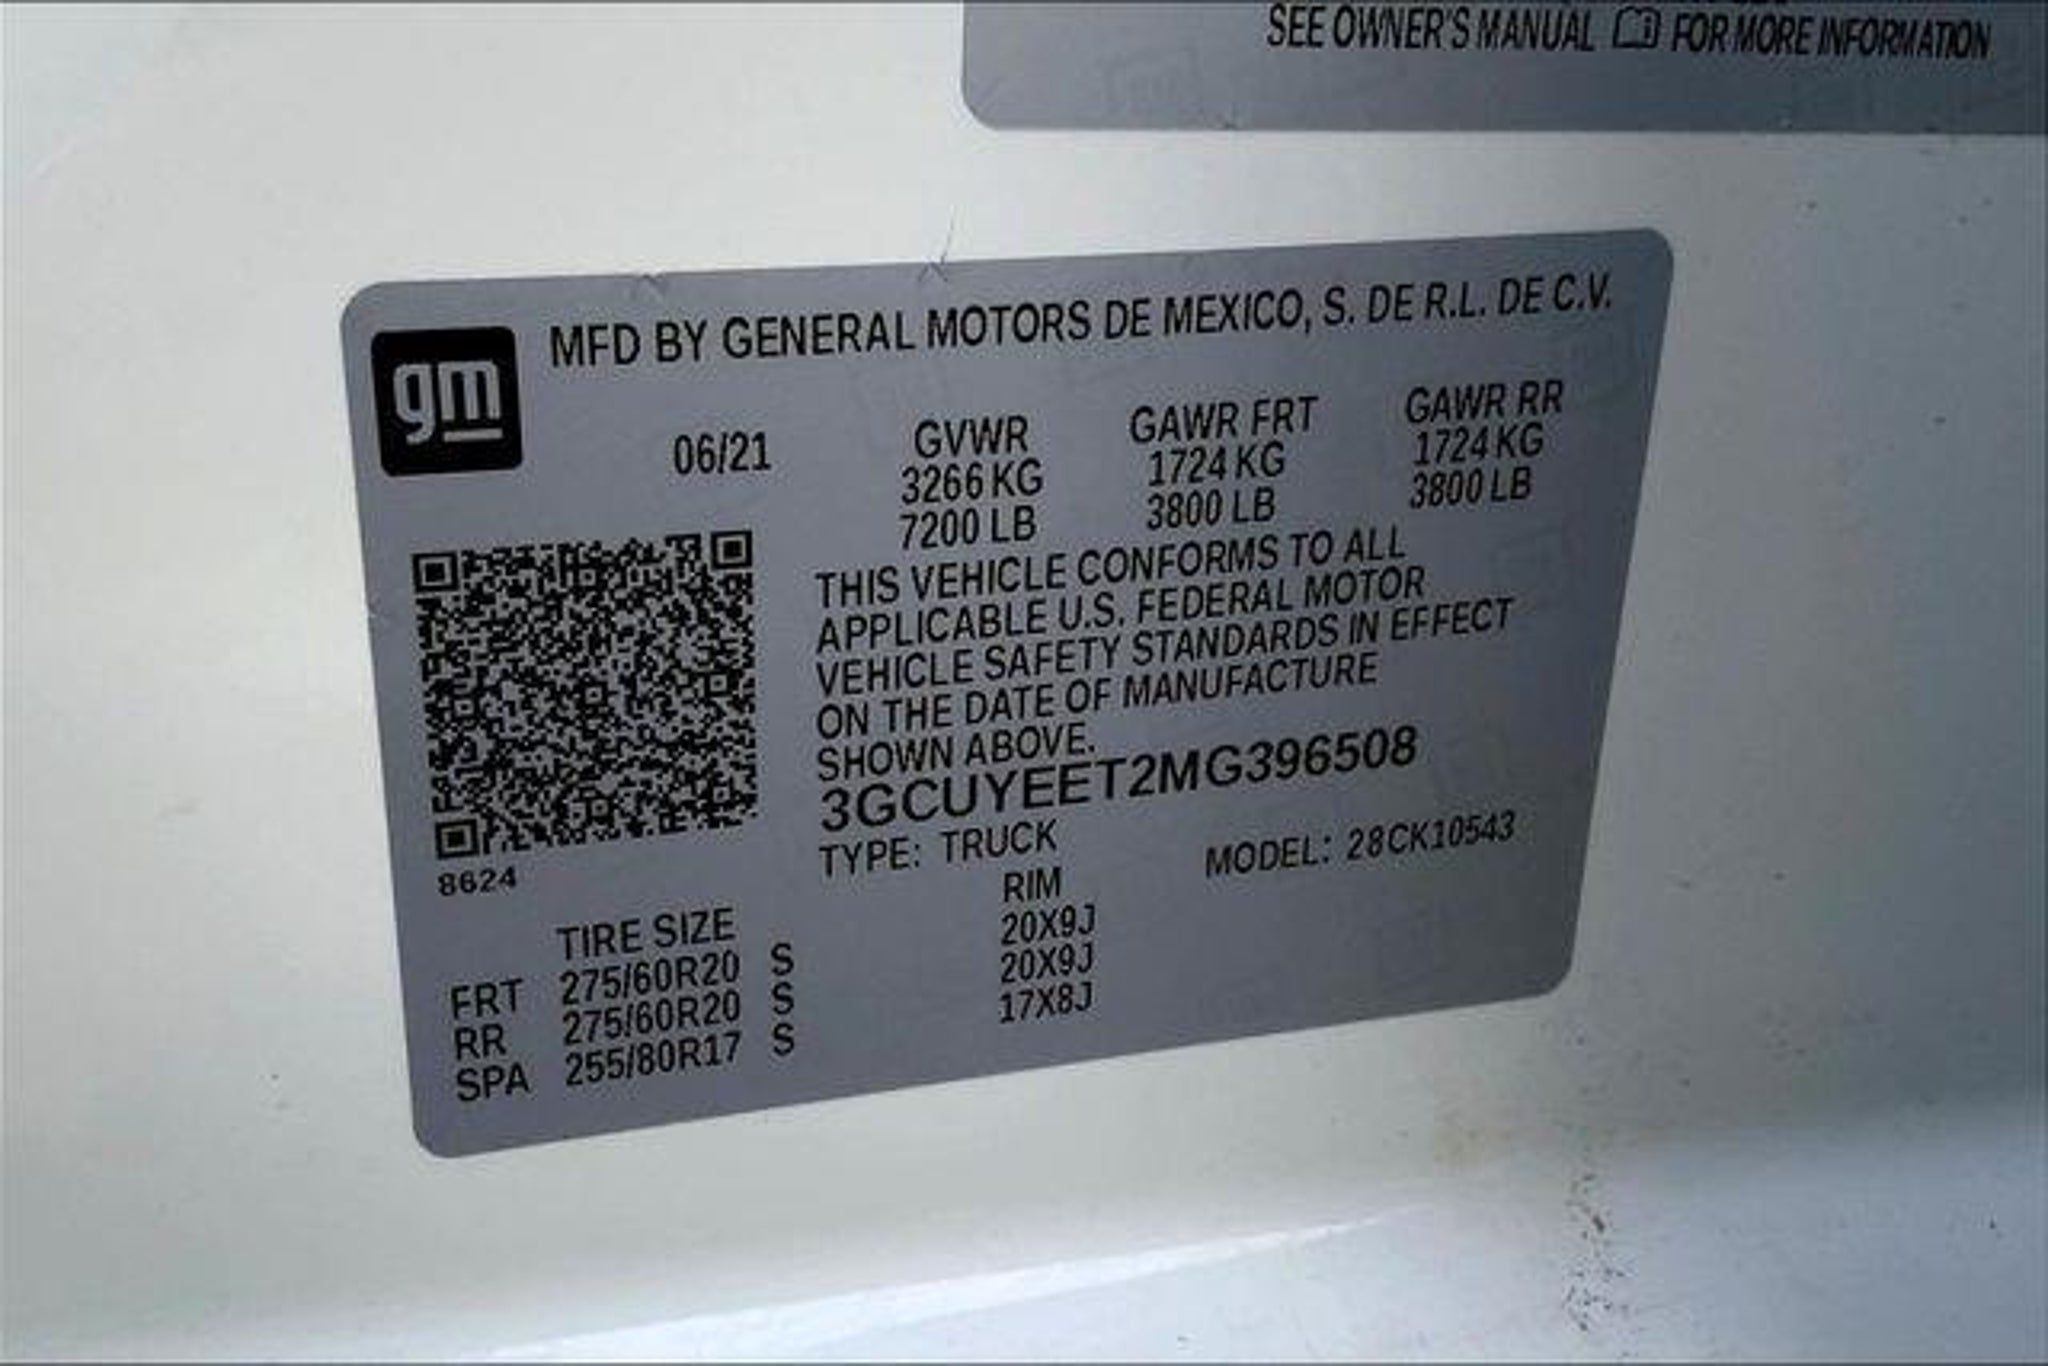 SEE OWNER'S MANUAL FOR MORE INFORMATION
gm
MFD BY GENERAL MOTORS DE MEXICO, S. DE R.L. DE C.V.
06/21 GVWR GAWR FRT GAWR RR
3266 KG 1724 KG 1724 KG
7200 LB 3800 LB 3800 LB
THIS VEHICLE CONFORMS TO ALL
APPLICABLE U.S. FEDERAL MOTOR
VEHICLE SAFETY STANDARDS IN EFFECT
ON THE DATE OF MANUFACTURE
SHOWN ABOVE.
3GCUYEET2MG396508
TYPE: TRUCK MODEL: 28CK10543
8624
TIRE SIZE RIM
FRT 275/60R20 S 20X9J
RR 275/60R20 S 20X9J
SPA 255/80R17 S 17X8J